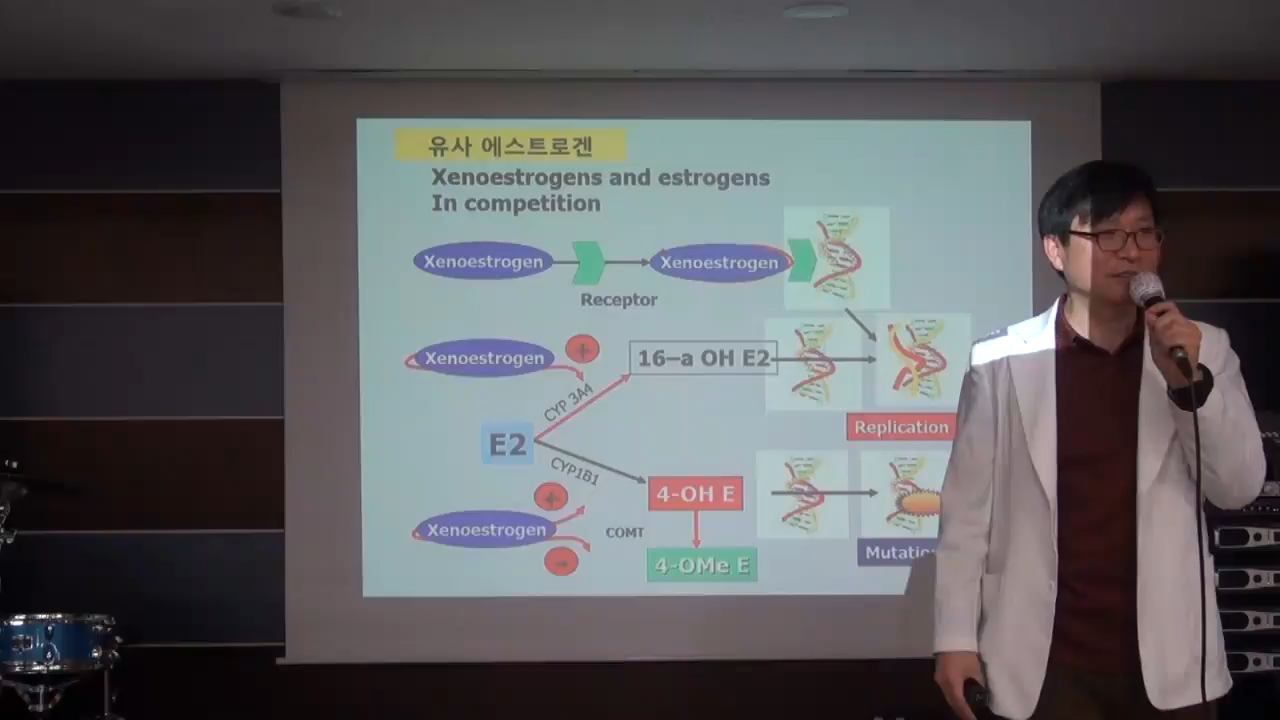 유사 에스트로겐
Xenoestrogens and estrogens
In competition
Xenoestrogen
Xenoestrogen
Receptor
Xenoestrogen
+
16-a OH E2
CYP 3A4
Replication
E2
CYP1B1
4-OH E
+
Xenoestrogen
COMT
-
4-OMe E